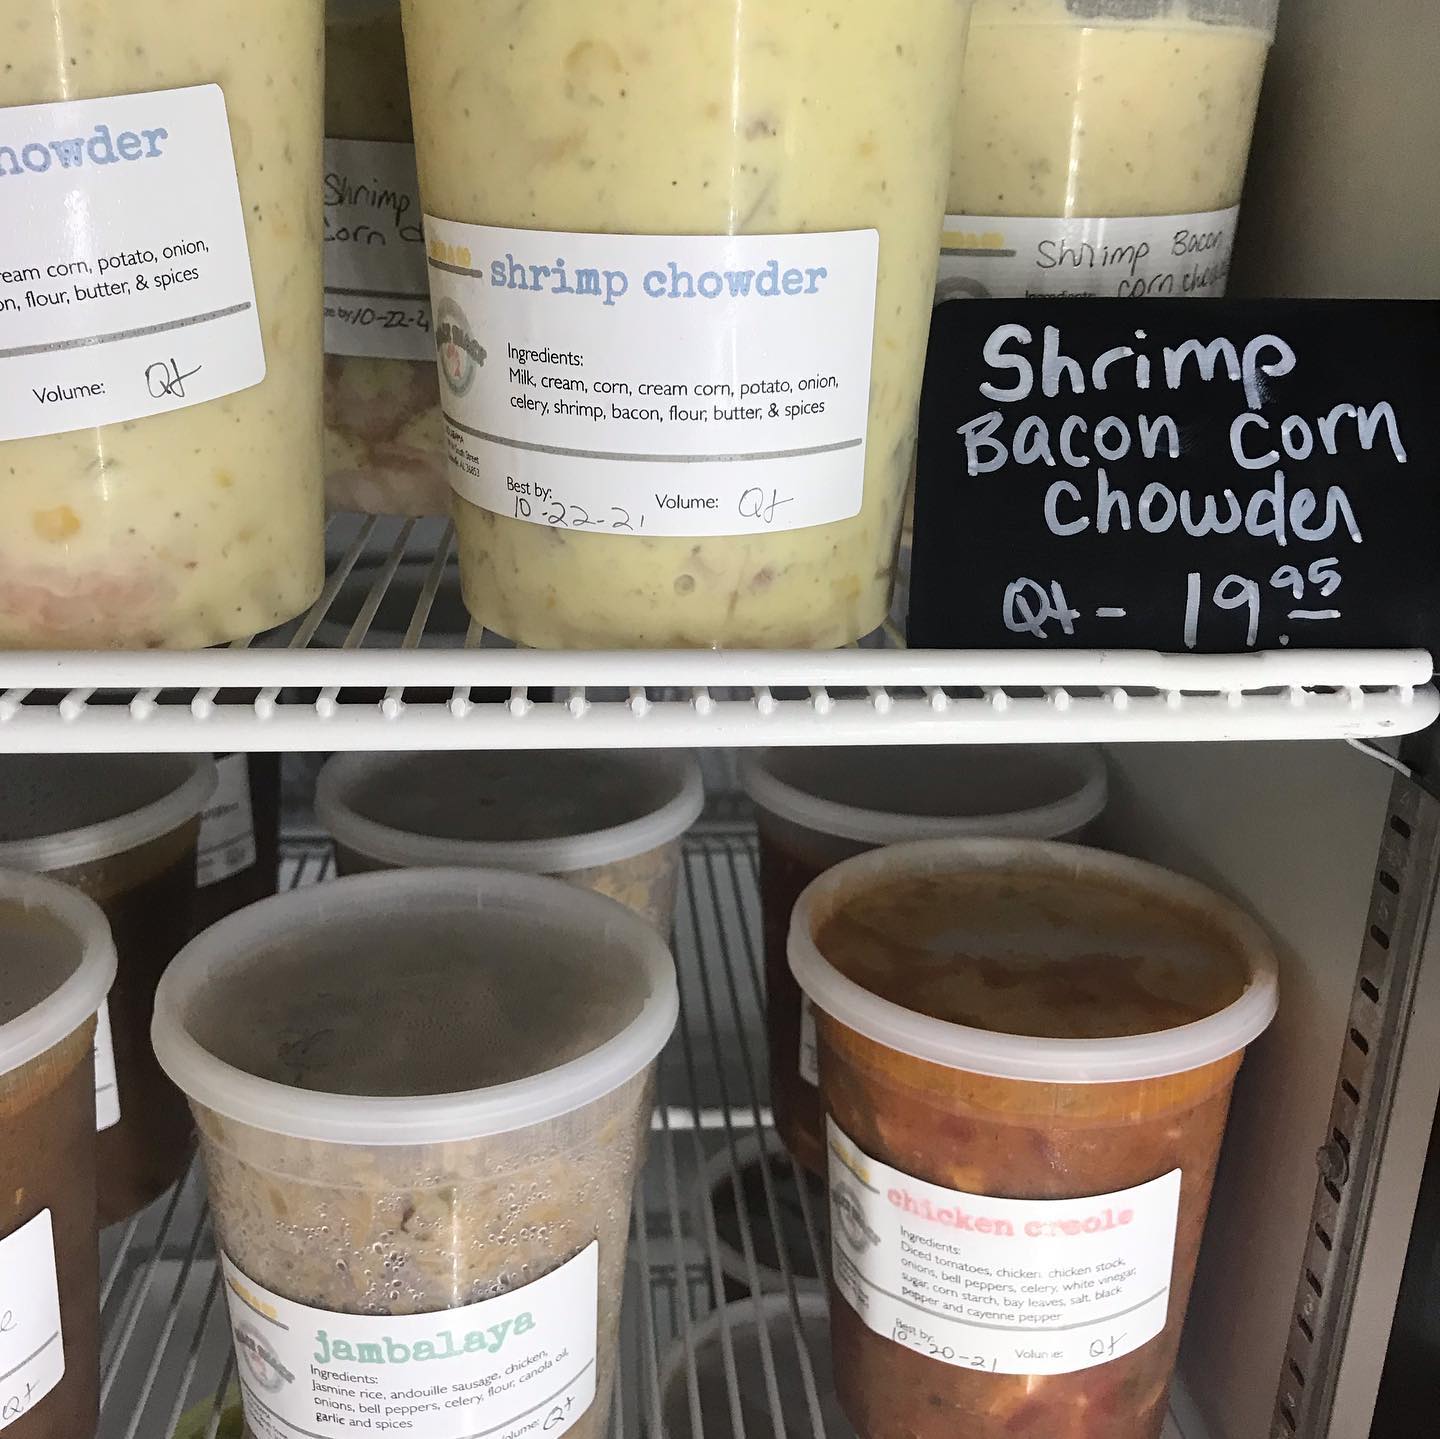 howder
cream corn, potato, onion,
flour, butter, & spices
Volume: Qt
Shrimp
Corn
10-22-2
shrimp chowder
Ingredients:
Milk, cream, corn, cream corn, potato, onion,
celery, shrimp, bacon, flour, butter, & spices
Best by:
10-22-21
Volume: Qt
Shrimp Bacon
Ingredients
corn
Shrimp
Bacon Corn
Chowder
Qt - 19.95
jambalaya
Ingredients:
Jasmine rice, andouille sausage, chicken,
onions, bell peppers, celery, flour, canola oil,
garlic and spices
Volume: Qt
chicken creole
Ingredients:
Diced tomatoes, chicken, chicken stock,
onions, bell peppers, celery, white vinegar,
sugar, corn starch, bay leaves, salt, black
pepper and cayenne pepper
Best by:
10-20-21
Volume: Qt
Qt